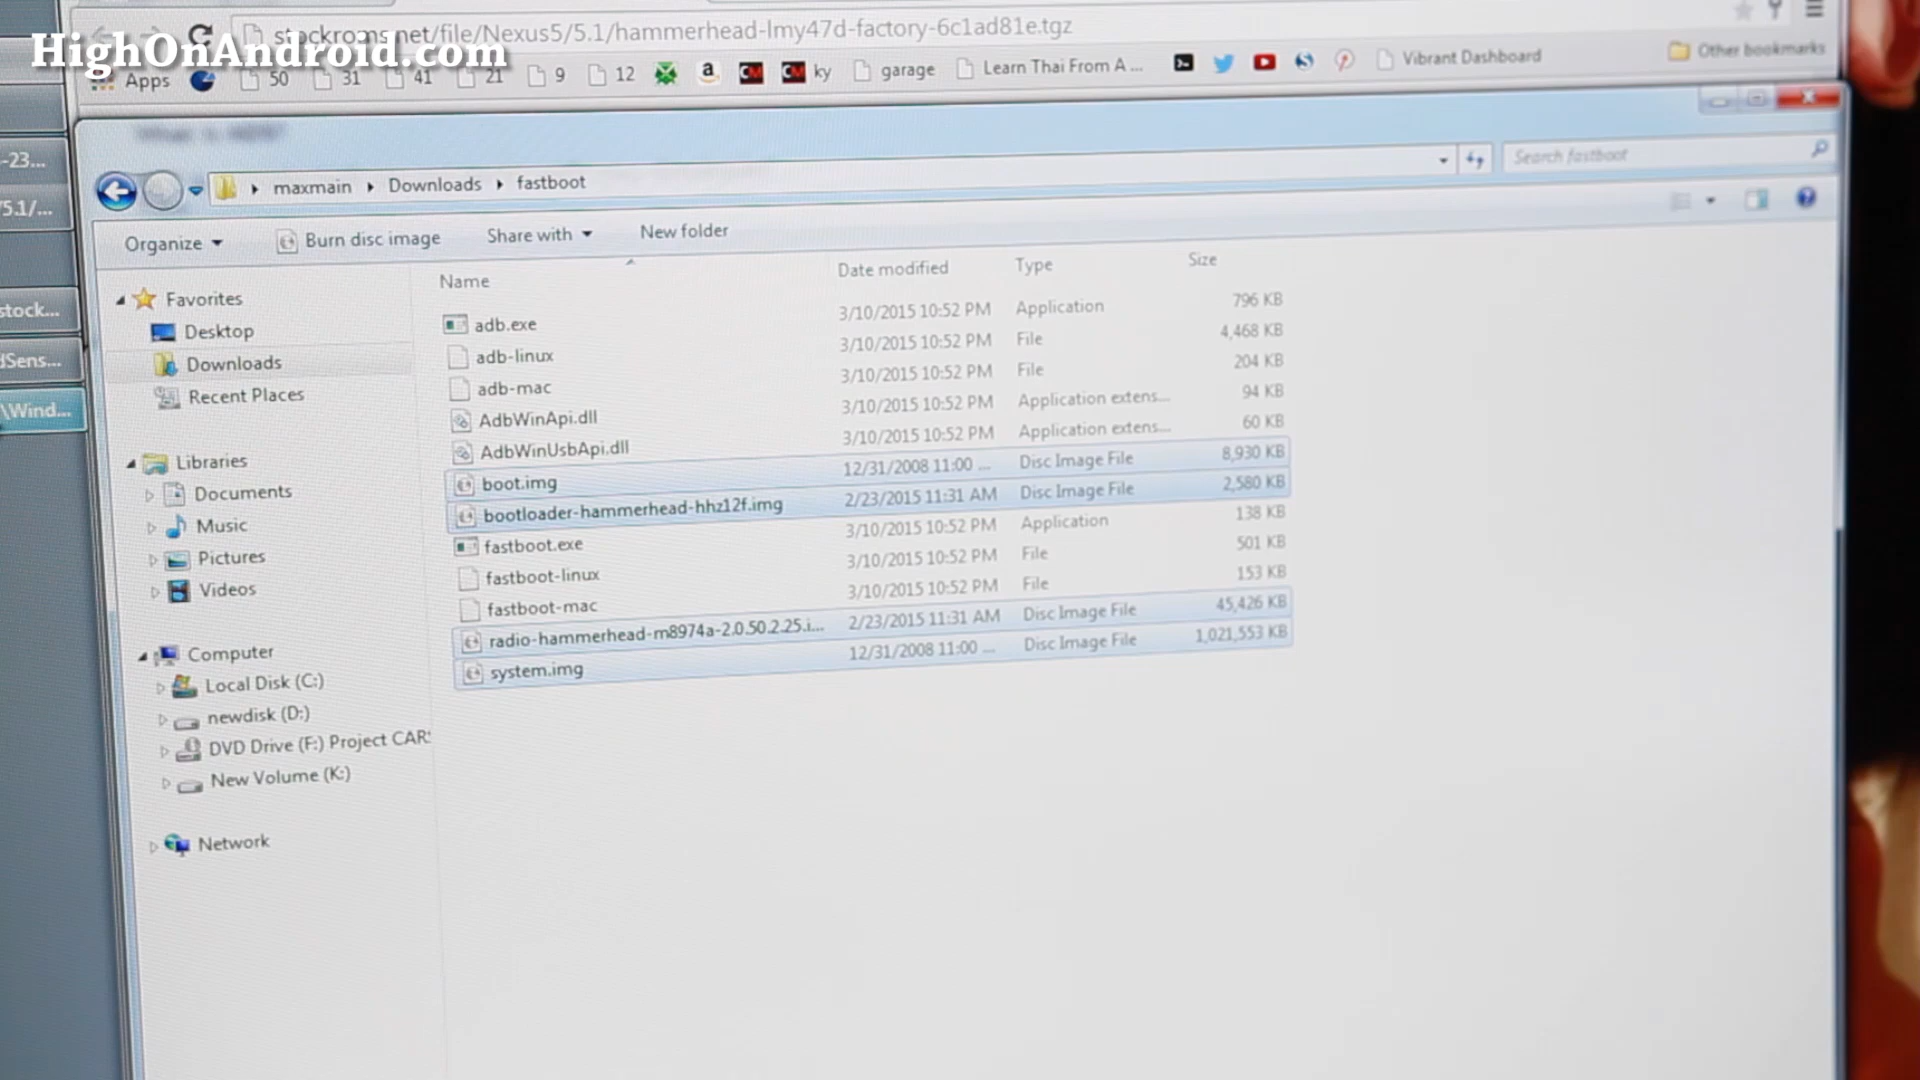 stockroms.net/file/Nexus5/5.1/hammerhead-lmy47d-factory-6c1ad81e.tgz
HighOnAndroid.com
Apps 50 31 41 21 9 12 ky garage Learn Thai From A ... Vibrant Dashboard Other bookmarks
-23...
/5.1/...
stock...
dSens...
\Wind...
maxmain Downloads fastboot Search fastboot
Organize Burn disc image Share with New folder
Name Date modified Type Size
Favorites
Desktop
Downloads
Recent Places
Libraries
Documents
Music
Pictures
Videos
Computer
Local Disk (C:)
newdisk (D:)
DVD Drive (F:) Project CARS
New Volume (K:)
Network
adb.exe 3/10/2015 10:52 PM Application 796 KB
adb-linux 3/10/2015 10:52 PM File 4,468 KB
adb-mac 3/10/2015 10:52 PM File 204 KB
AdbWinApi.dll 3/10/2015 10:52 PM Application extens... 94 KB
AdbWinUsbApi.dll 3/10/2015 10:52 PM Application extens... 60 KB
boot.img 12/31/2008 11:00 ... Disc Image File 8,930 KB
bootloader-hammerhead-hhz12f.img 2/23/2015 11:31 AM Disc Image File 2,580 KB
fastboot.exe 3/10/2015 10:52 PM Application 138 KB
fastboot-linux 3/10/2015 10:52 PM File 501 KB
fastboot-mac 3/10/2015 10:52 PM File 153 KB
radio-hammerhead-m8974a-2.0.50.2.25.i... 2/23/2015 11:31 AM Disc Image File 45,426 KB
system.img 12/31/2008 11:00 ... Disc Image File 1,021,553 KB